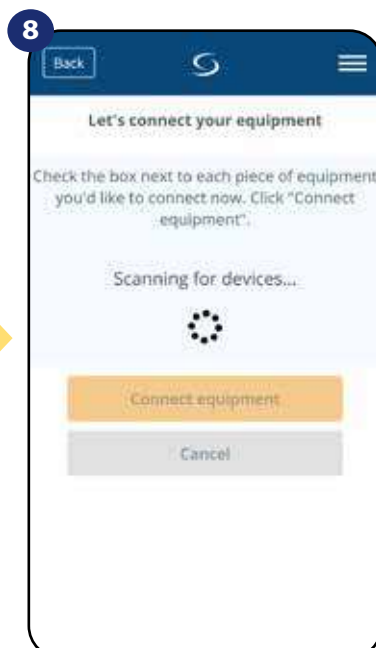 8
Back
Let's connect your equipment
Check the box next to each piece of equipment
you'd like to connect now. Click "Connect
equipment".
Scanning for devices...
Connect equipment
Cancel